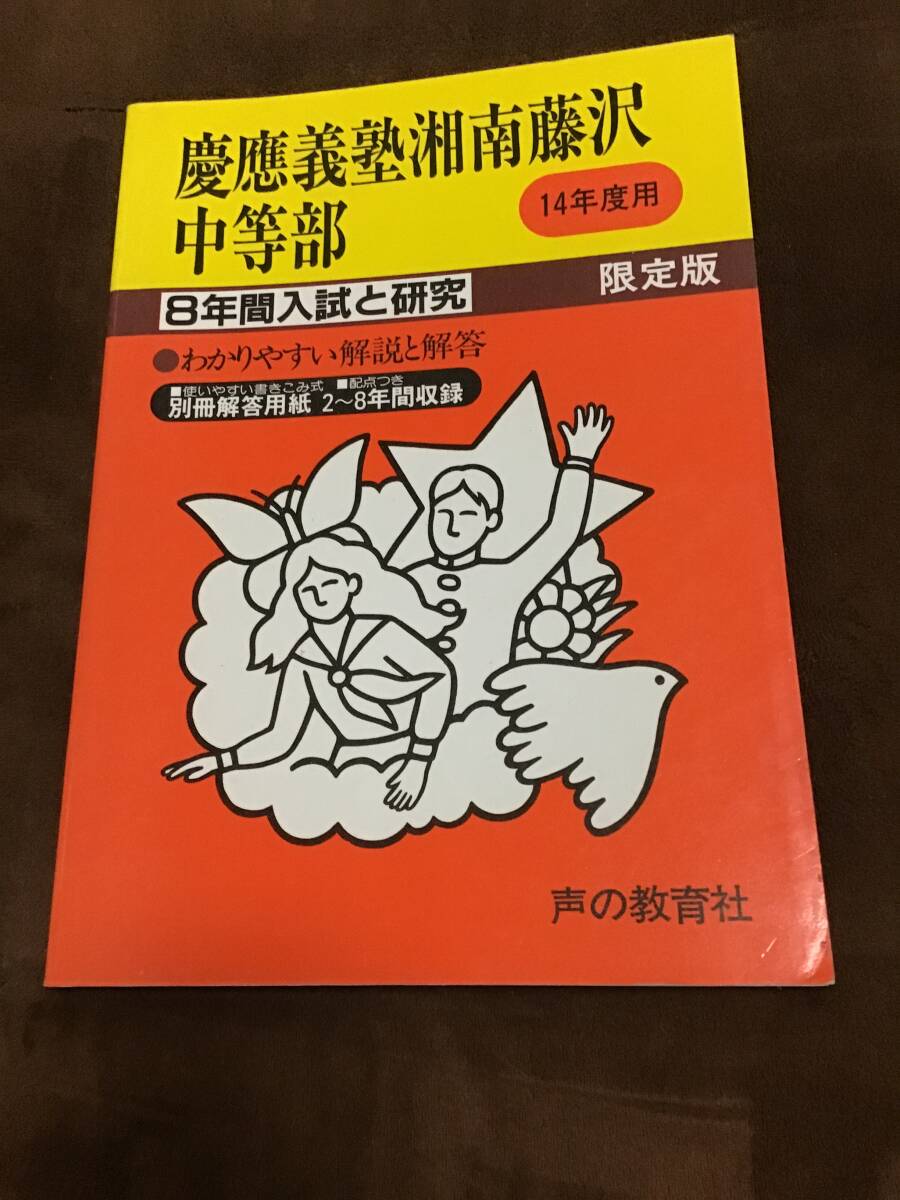 慶應義塾湘南藤沢
中等部
14年度用
限定版
8年間入試と研究
●わかりやすい解説と解答
■使いやすい書きこみ式 ■配点つき
別冊解答用紙 2〜8年間収録
声の教育社